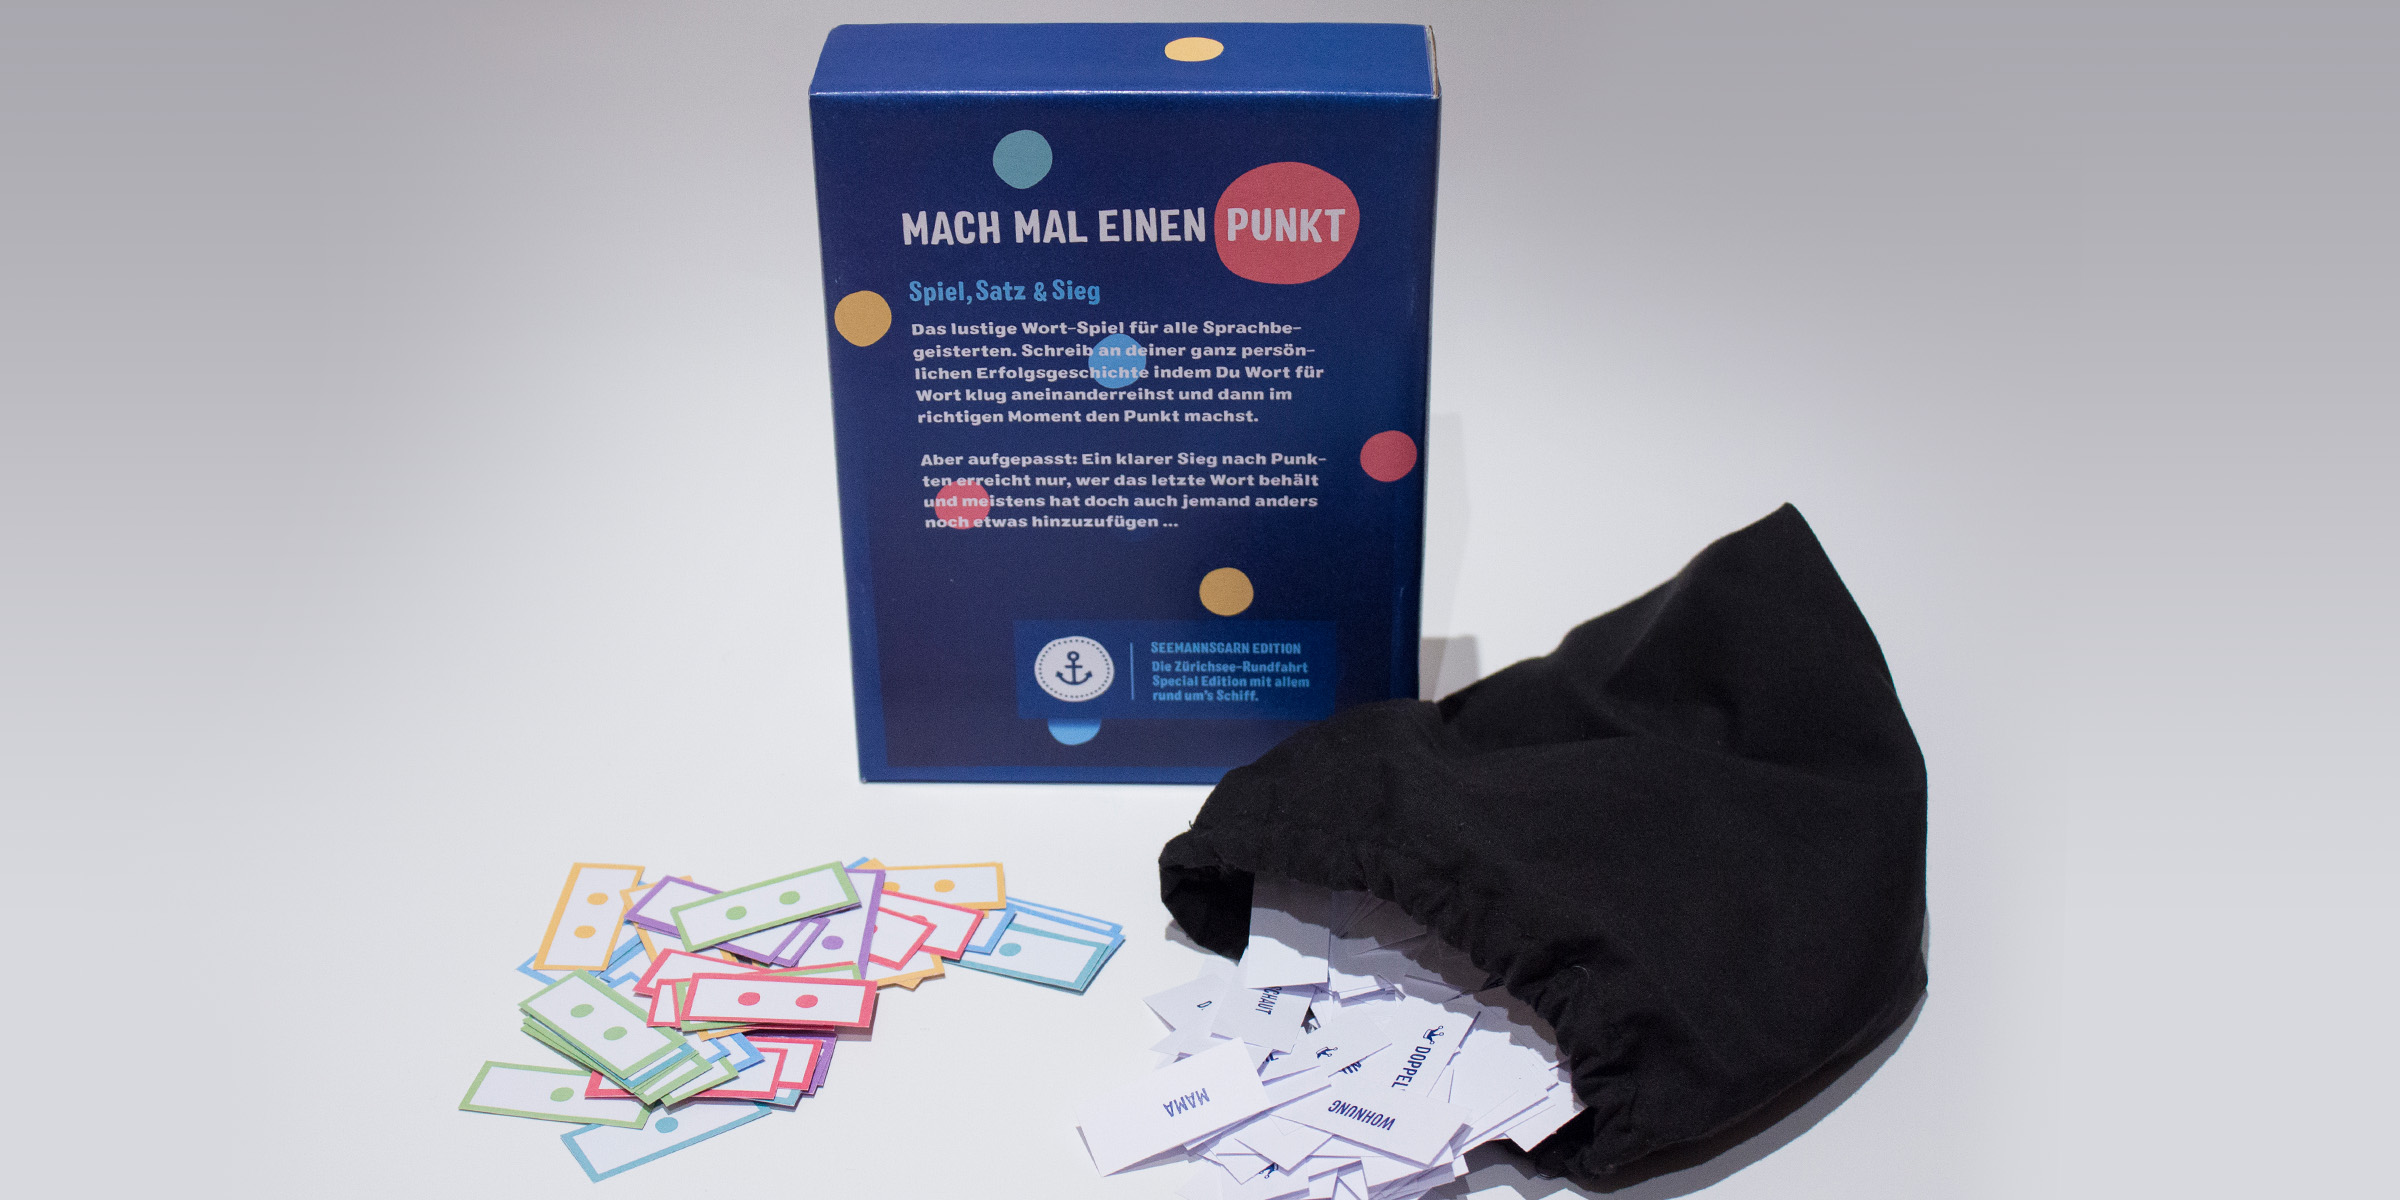 MACH MAL EINEN PUNKT
Spiel, Satz & Sieg
Das lustige Wort-Spiel für alle Sprachbe-
geisterten. Schreib an deiner ganz persön-
lichen Erfolgsgeschichte indem Du Wort für
Wort klug aneinanderreihst und dann im
richtigen Moment den Punkt machst.
Aber aufgepasst: Ein klarer Sieg nach Punk-
ten erreicht nur, wer das letzte Wort behält
und meistens hat doch auch jemand anders
noch etwas hinzuzufügen ...
SEEMANNSGARN EDITION
Die Zürichsee-Rundfahrt
Special Edition mit allem
rund um's Schiff.
DOPPEL
MAMA
WOHNUNG